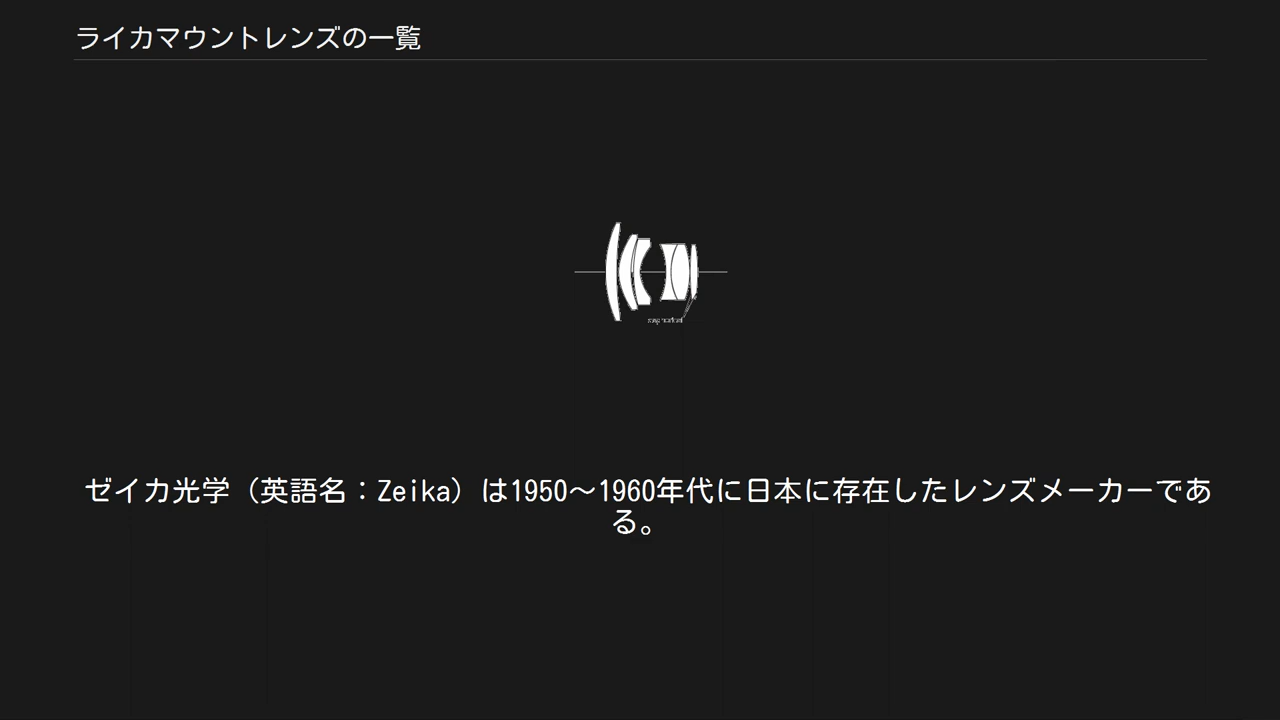 ライカマウントレンズの一覧
ゼイカ光学（英語名：Zeika）は1950～1960年代に日本に存在したレンズメーカーであ
る。